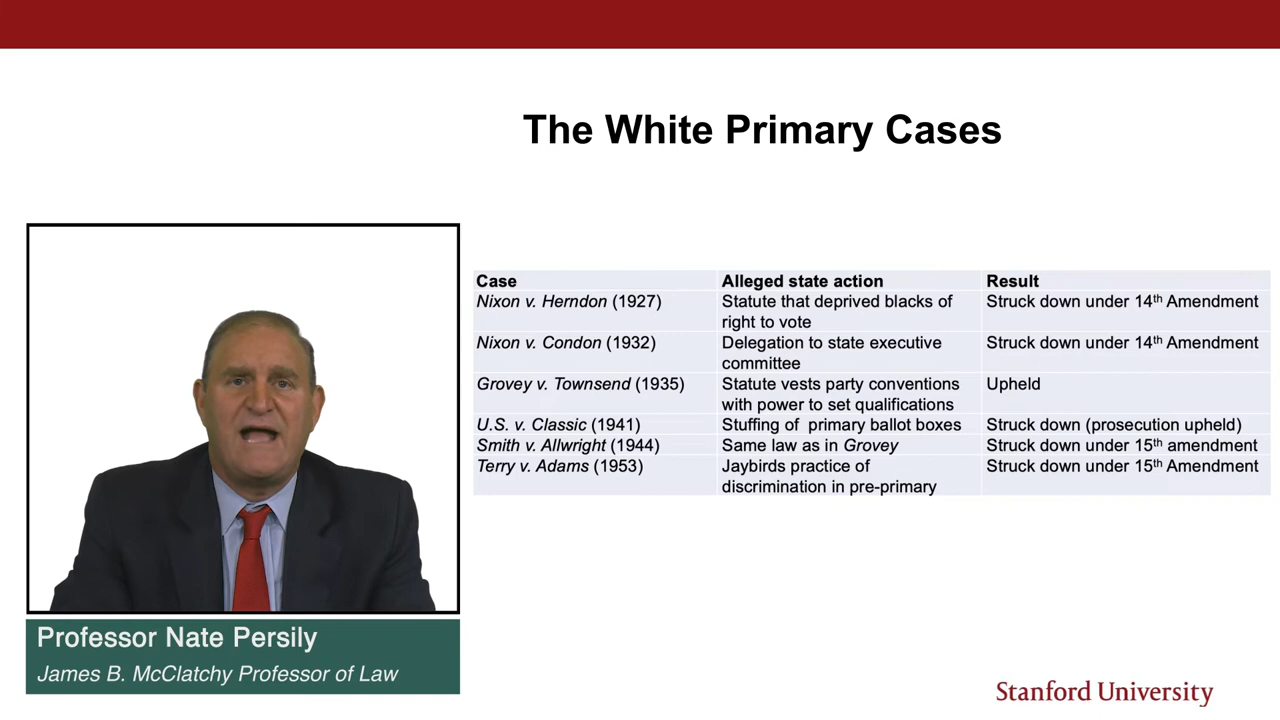 The White Primary Cases
Case Alleged state action Result
Nixon v. Herndon (1927) Statute that deprived blacks of Struck down under 14th Amendment
right to vote
Nixon v. Condon (1932) Delegation to state executive Struck down under 14th Amendment
committee
Grovey v. Townsend (1935) Statute vests party conventions Upheld
with power to set qualifications
U.S. v. Classic (1941) Stuffing of primary ballot boxes Struck down (prosecution upheld)
Smith v. Allwright (1944) Same law as in Grovey Struck down under 15th amendment
Terry v. Adams (1953) Jaybirds practice of Struck down under 15th Amendment
discrimination in pre-primary
Professor Nate Persily
James B. McClatchy Professor of Law
Stanford University